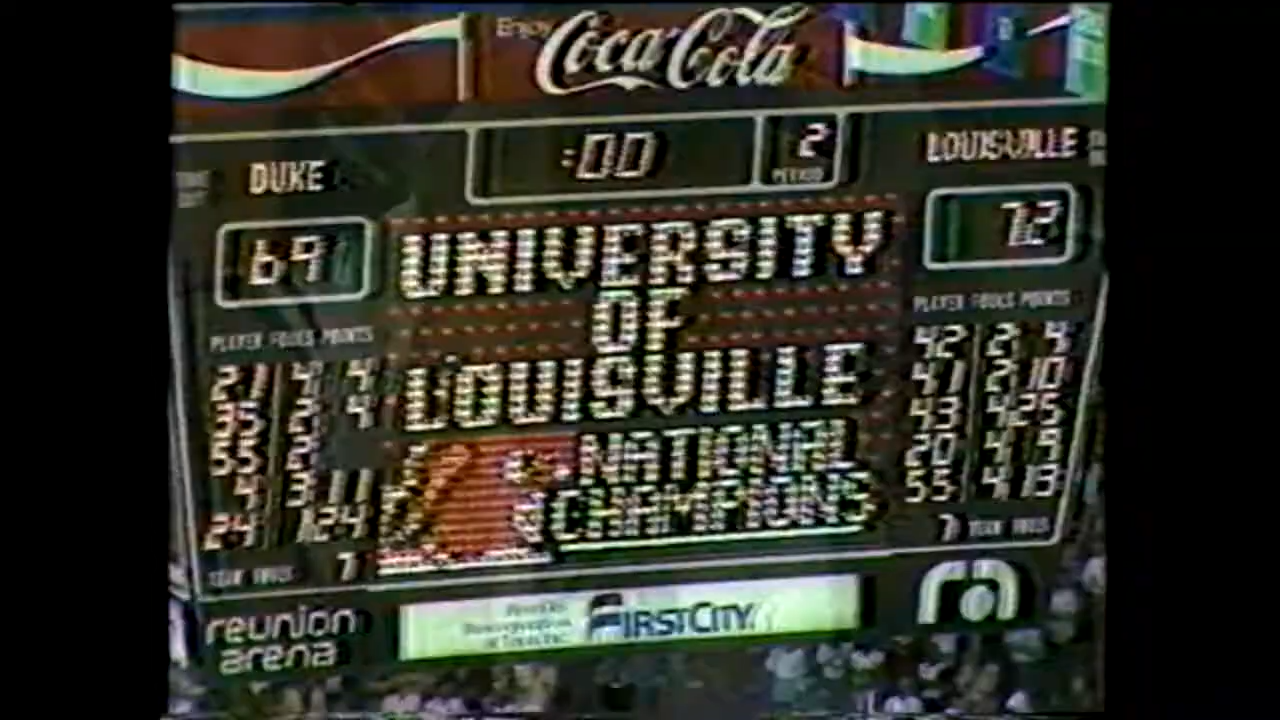 Enjoy
Coca-Cola
DUKE
:00
2
PERIOD
LOUISVILLE
69
72
UNIVERSITY
OF
LOUISVILLE
NATIONAL
CHAMPIONS
PLAYER FOULS POINTS
21 4 4
35 2 4
55 2
4 3 11
24 1 24
TEAM FOULS 7
PLAYER FOULS POINTS
42 2 4
41 2 10
43 4 25
20 4 9
55 4 13
7 TEAM FOULS
reunion
arena
FIRSTCITY
ra